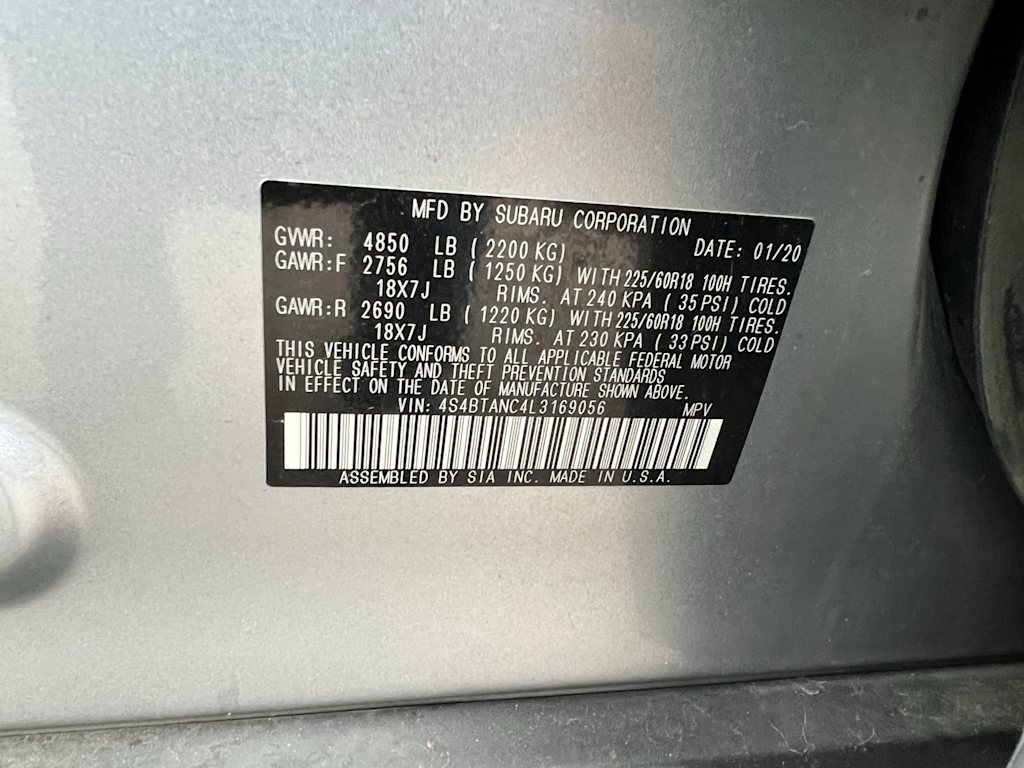 MFD BY SUBARU CORPORATION
GVWR: 4850 LB ( 2200 KG) DATE: 01/20
GAWR:F 2756 LB ( 1250 KG) WITH 225/60R18 100H TIRES.
18X7J RIMS. AT 240 KPA ( 35 PSI) COLD
GAWR:R 2690 LB ( 1220 KG) WITH 225/60R18 100H TIRES.
18X7J RIMS. AT 230 KPA ( 33 PSI) COLD
THIS VEHICLE CONFORMS TO ALL APPLICABLE FEDERAL MOTOR
VEHICLE SAFETY AND THEFT PREVENTION STANDARDS
IN EFFECT ON THE DATE OF MANUFACTURE SHOWN ABOVE.
VIN: 4S4BTANC4L3169056 MPV
ASSEMBLED BY SIA INC. MADE IN U.S.A.